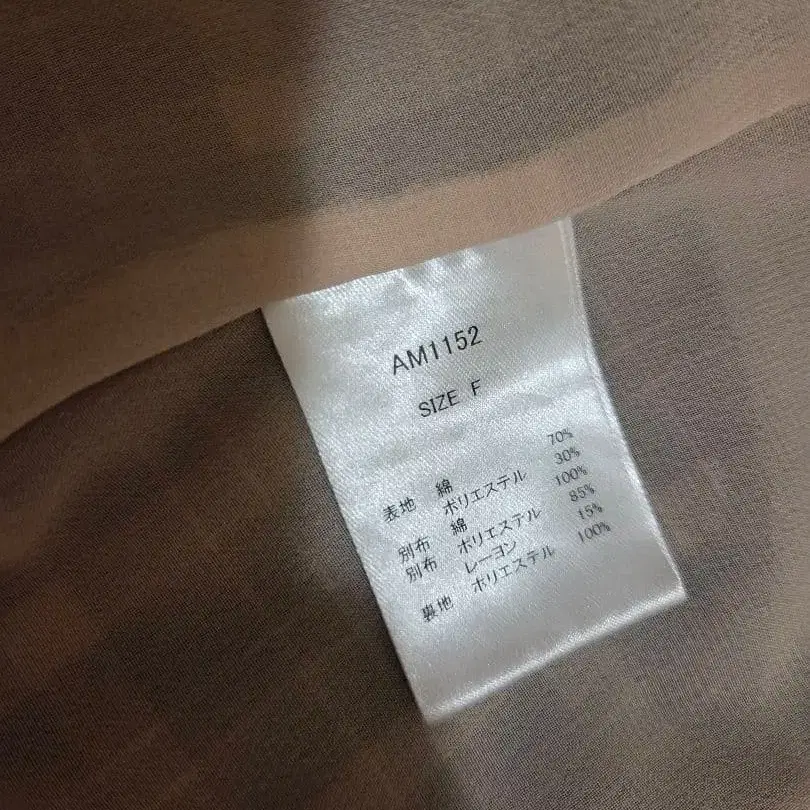 AM1152
SIZE F
表地 綿 70%
ポリエステル 30%
別布 綿 100%
別布 ポリエステル 85%
レーヨン 15%
裏地 ポリエステル 100%